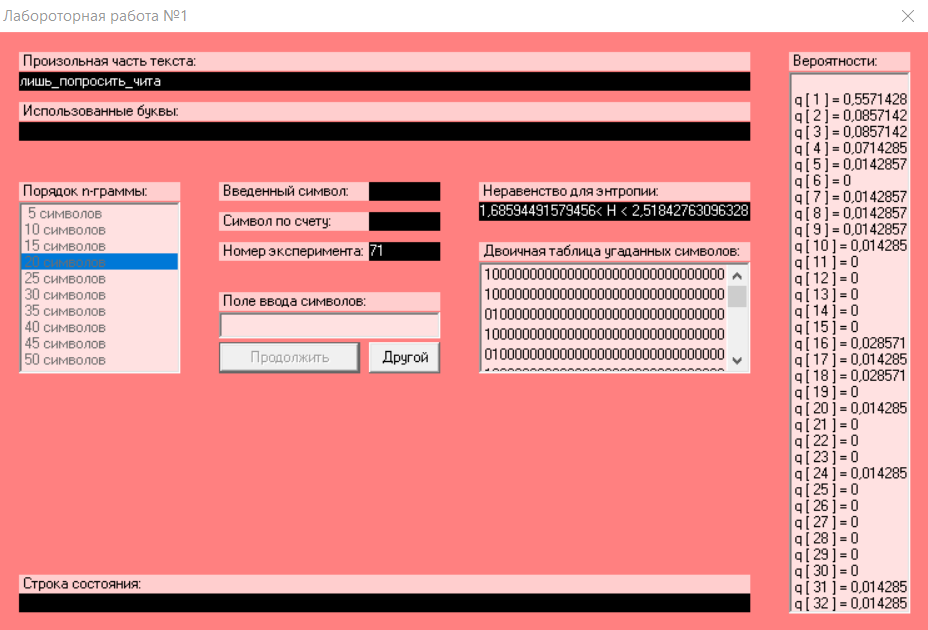 Лабороторная работа №1
Произольная часть текста:
лишь_попросить_чита
Использованные буквы:
Порядок n-граммы:
5 символов
10 символов
15 символов
20 символов
25 символов
30 символов
35 символов
40 символов
45 символов
50 символов
Введенный символ:
Символ по счету:
Номер эксперимента: 71
Поле ввода символов:
Продолжить
Другой
Неравенство для энтропии:
1,68594491579456< H < 2,51842763096328
Двоичная таблица угаданных символов:
10000000000000000000000000000000
10000000000000000000000000000000
01000000000000000000000000000000
10000000000000000000000000000000
01000000000000000000000000000000
Строка состояния:
Вероятности:
q [ 1 ] = 0,5571428
q [ 2 ] = 0,0857142
q [ 3 ] = 0,0857142
q [ 4 ] = 0,0714285
q [ 5 ] = 0,0142857
q [ 6 ] = 0
q [ 7 ] = 0,0142857
q [ 8 ] = 0,0142857
q [ 9 ] = 0,0142857
q [ 10 ] = 0,014285
q [ 11 ] = 0
q [ 12 ] = 0
q [ 13 ] = 0
q [ 14 ] = 0
q [ 15 ] = 0
q [ 16 ] = 0,028571
q [ 17 ] = 0,014285
q [ 18 ] = 0,028571
q [ 19 ] = 0
q [ 20 ] = 0,014285
q [ 21 ] = 0
q [ 22 ] = 0
q [ 23 ] = 0
q [ 24 ] = 0,014285
q [ 25 ] = 0
q [ 26 ] = 0
q [ 27 ] = 0
q [ 28 ] = 0
q [ 29 ] = 0
q [ 30 ] = 0
q [ 31 ] = 0,014285
q [ 32 ] = 0,014285